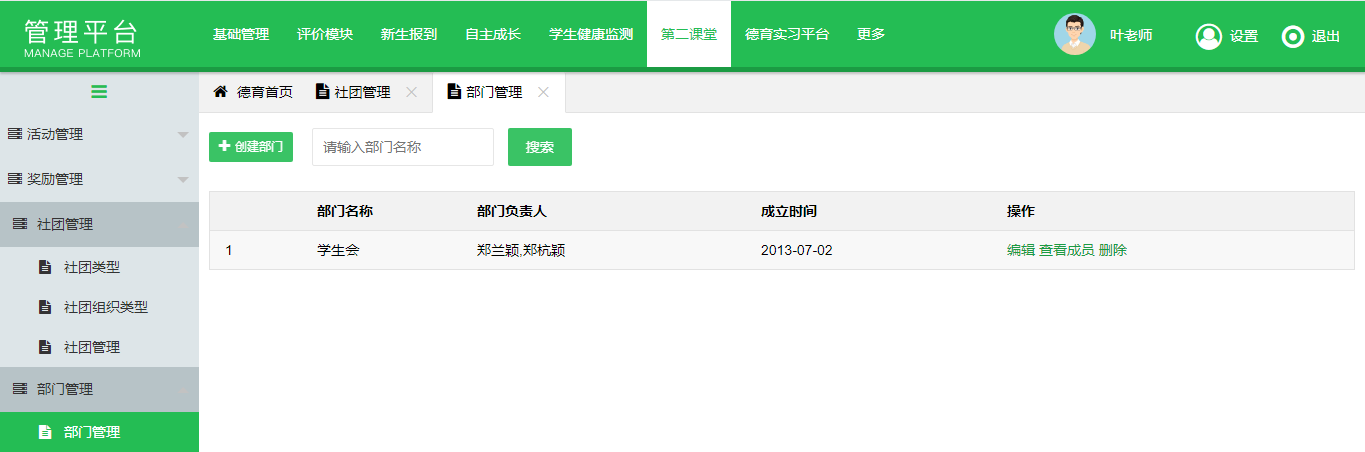 管理平台
MANAGE PLATFORM
基础管理 评价模块 新生报到 自主成长 学生健康监测 第二课堂 德育实习平台 更多
叶老师 设置 退出
德育首页 社团管理 部门管理
活动管理
奖励管理
社团管理
社团类型
社团组织类型
社团管理
部门管理
部门管理
创建部门 请输入部门名称 搜索
部门名称 部门负责人 成立时间 操作
1 学生会 郑兰颖,郑杭颖 2013-07-02 编辑 查看成员 删除